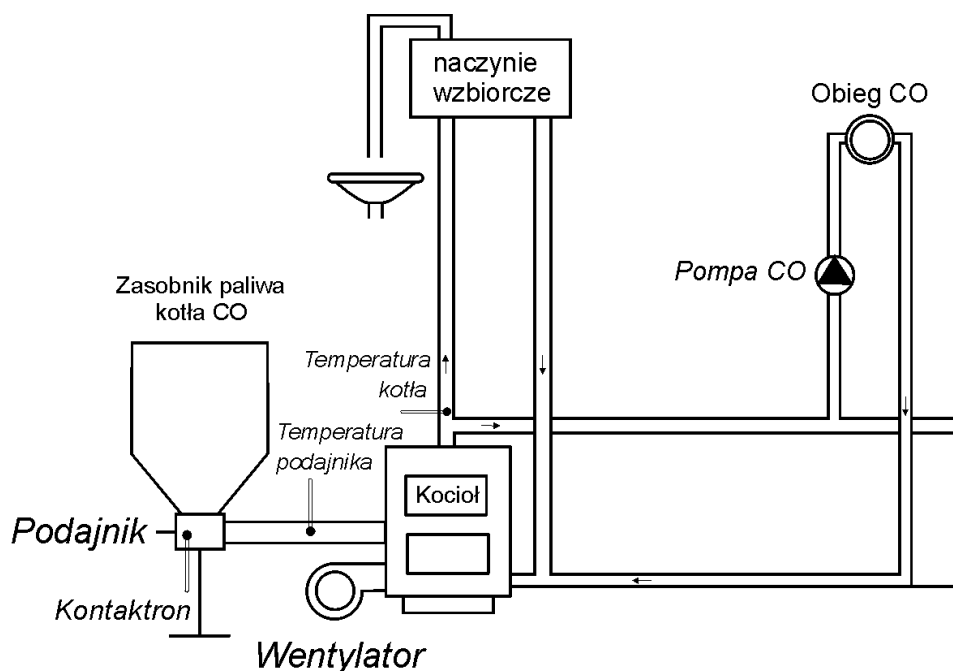 naczynie
wzbiorcze
Obieg CO
Pompa CO
Zasobnik paliwa
kotła CO
Temperatura
kotła
Temperatura
podajnika
Kocioł
Podajnik
Kontaktron
Wentylator